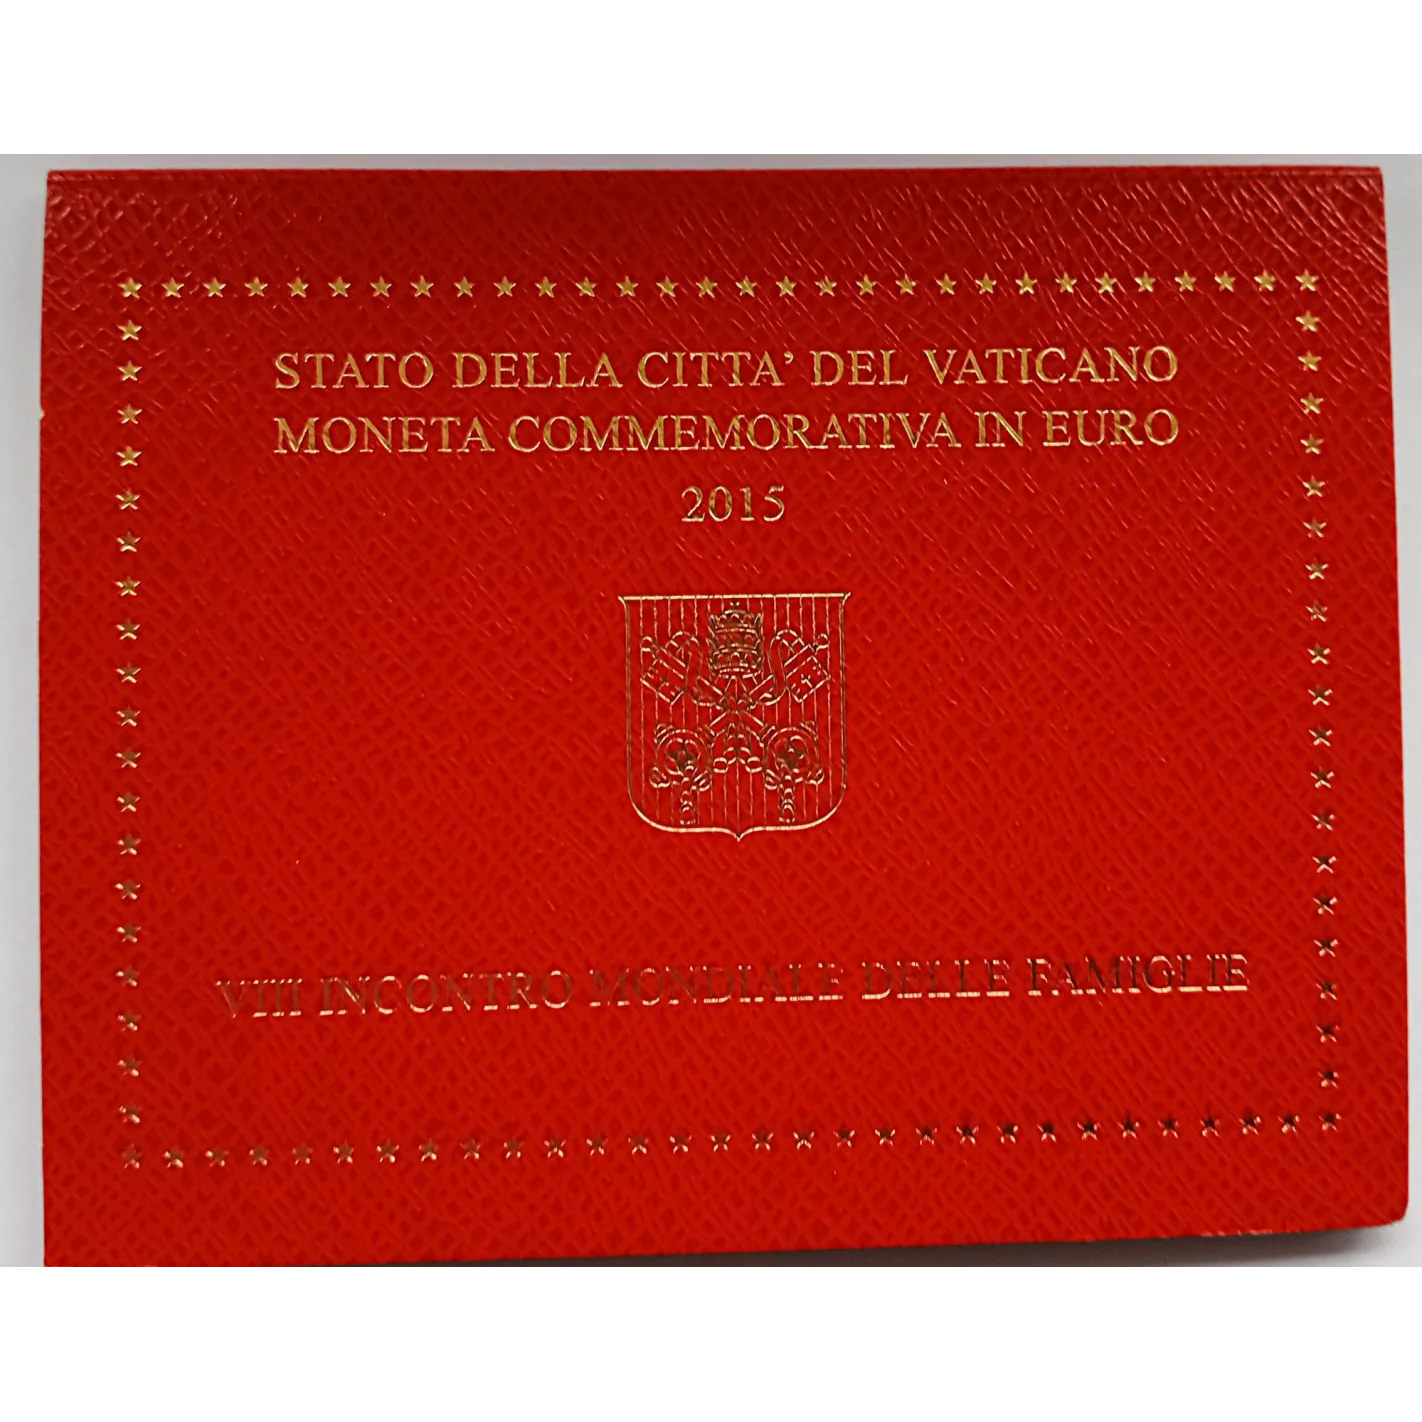 STATO DELLA CITTA' DEL VATICANO
MONETA COMMEMORATIVA IN EURO
2015
VIII INCONTRO MONDIALE DELLE FAMIGLIE